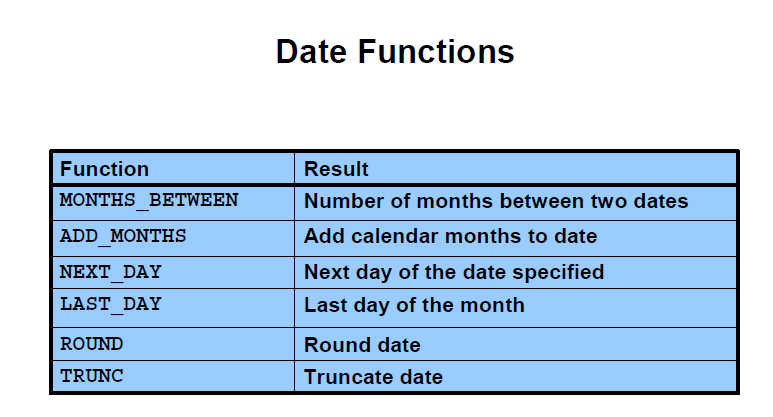 Date Functions
Function Result
MONTHS_BETWEEN Number of months between two dates
ADD_MONTHS Add calendar months to date
NEXT_DAY Next day of the date specified
LAST_DAY Last day of the month
ROUND Round date
TRUNC Truncate date